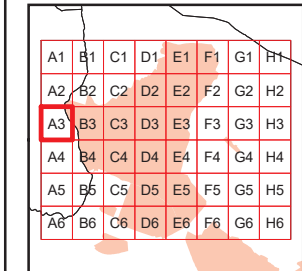 A1 B1 C1 D1 E1 F1 G1 H1
A2 B2 C2 D2 E2 F2 G2 H2
A3 B3 C3 D3 E3 F3 G3 H3
A4 B4 C4 D4 E4 F4 G4 H4
A5 B5 C5 D5 E5 F5 G5 H5
A6 B6 C6 D6 E6 F6 G6 H6